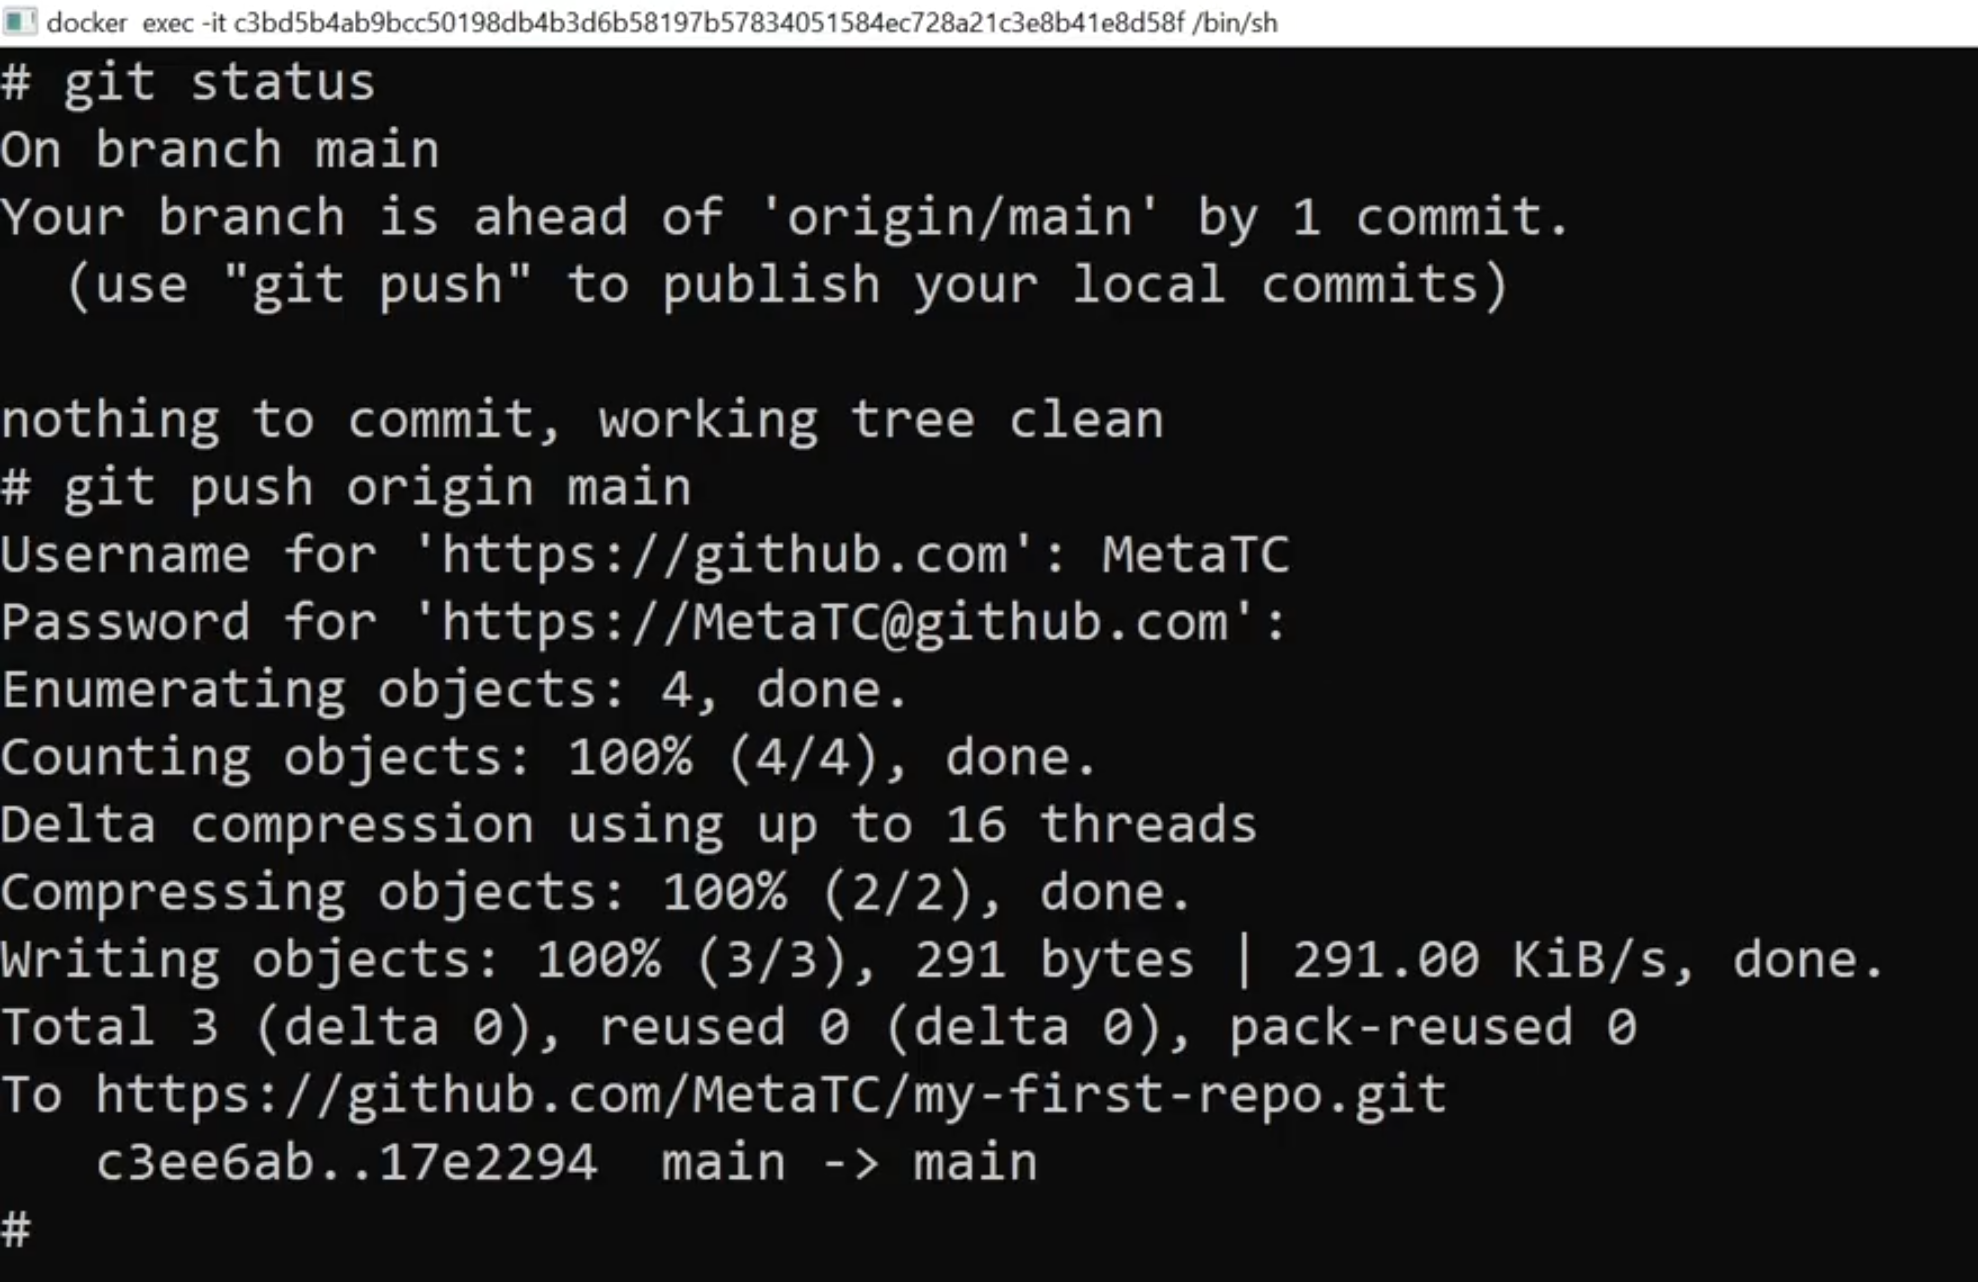 docker exec -it c3bd5b4ab9bcc50198db4b3d6b58197b57834051584ec728a21c3e8b41e8d58f /bin/sh
# git status
On branch main
Your branch is ahead of 'origin/main' by 1 commit.
  (use "git push" to publish your local commits)

nothing to commit, working tree clean
# git push origin main
Username for 'https://github.com': MetaTC
Password for 'https://MetaTC@github.com':
Enumerating objects: 4, done.
Counting objects: 100% (4/4), done.
Delta compression using up to 16 threads
Compressing objects: 100% (2/2), done.
Writing objects: 100% (3/3), 291 bytes | 291.00 KiB/s, done.
Total 3 (delta 0), reused 0 (delta 0), pack-reused 0
To https://github.com/MetaTC/my-first-repo.git
   c3ee6ab..17e2294  main -> main
#